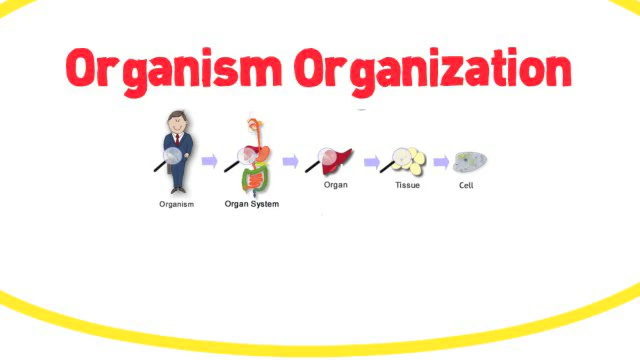 Organism Organization
Organism
Organ System
Organ
Tissue
Cell